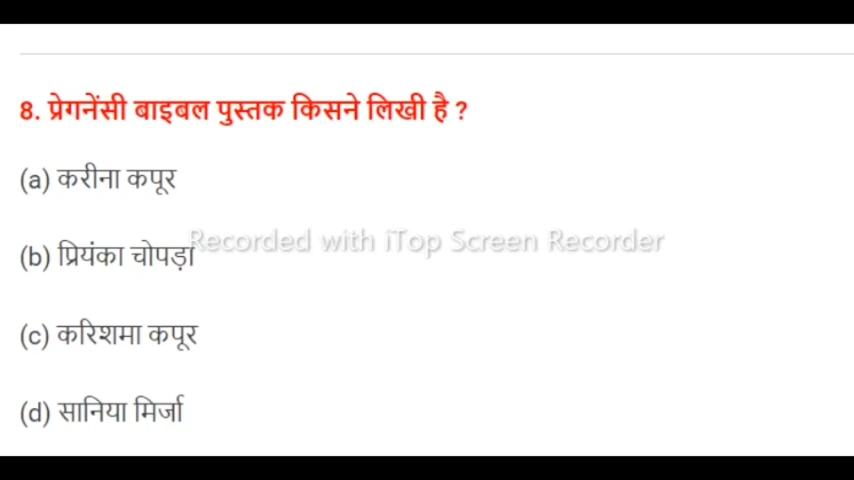 8. प्रेगनेंसी बाइबल पुस्तक किसने लिखी है ?
(a) करीना कपूर
Recorded with iTop Screen Recorder
(b) प्रियंका चोपड़ा
(c) करिशमा कपूर
(d) सानिया मिर्जा